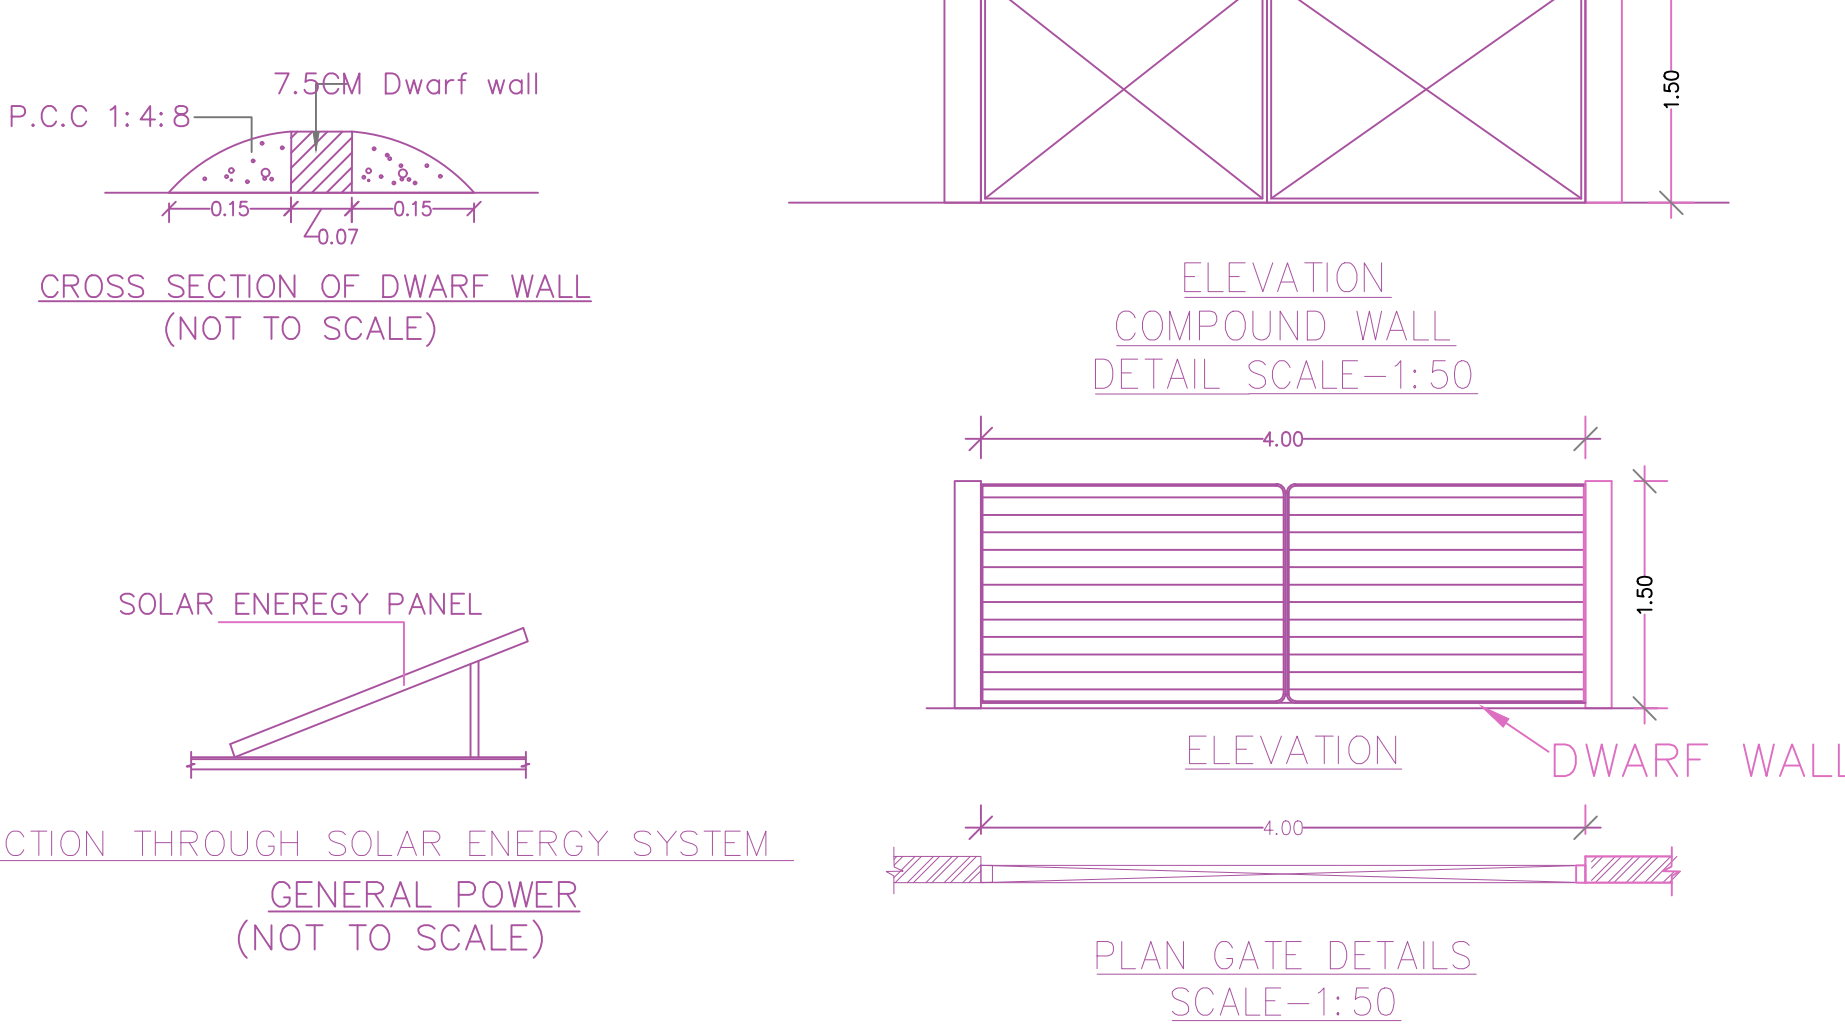 7.5CM Dwarf wall
P.C.C 1:4:8
0.15
0.15
0.07
CROSS SECTION OF DWARF WALL
(NOT TO SCALE)
1.50
ELEVATION
COMPOUND WALL
DETAIL SCALE-1:50
4.00
1.50
SOLAR ENEREGY PANEL
ELEVATION
DWARF WALL
4.00
CTION THROUGH SOLAR ENERGY SYSTEM
GENERAL POWER
(NOT TO SCALE)
PLAN GATE DETAILS
SCALE-1:50